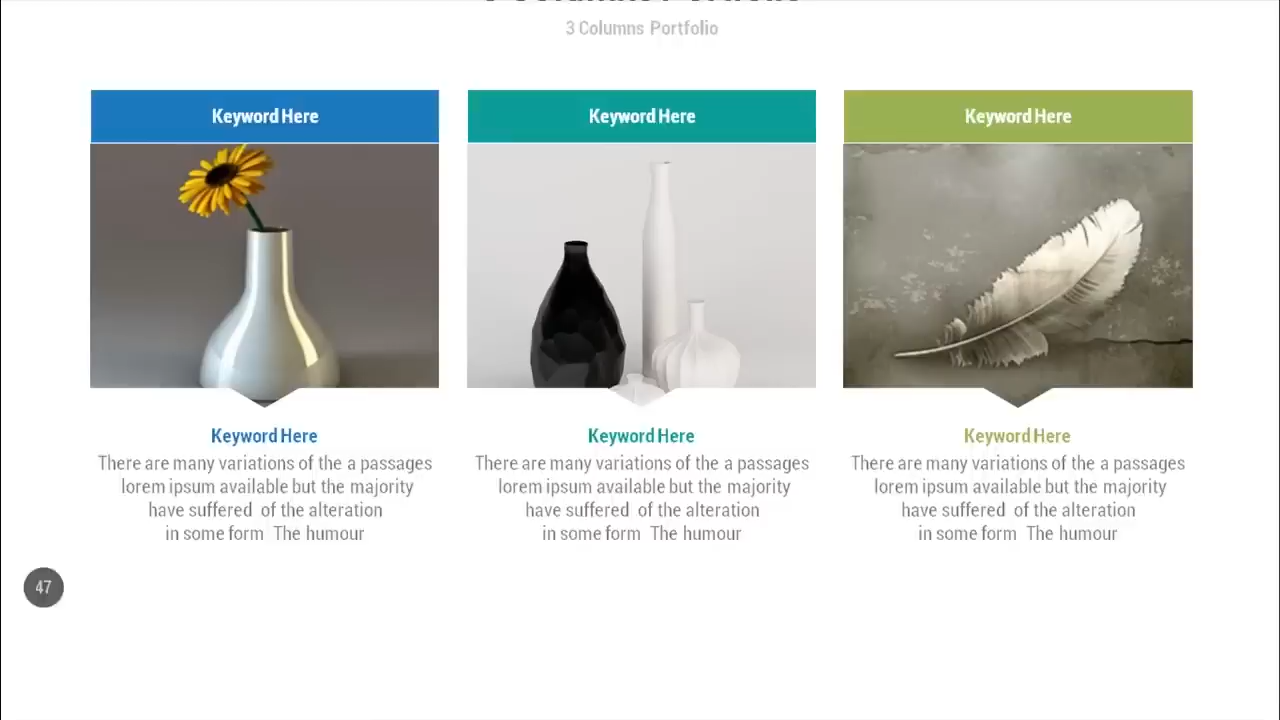 3 Columns Portfolio
Keyword Here
Keyword Here
Keyword Here
Keyword Here
There are many variations of the a passages
lorem ipsum available but the majority
have suffered of the alteration
in some form The humour
Keyword Here
There are many variations of the a passages
lorem ipsum available but the majority
have suffered of the alteration
in some form The humour
Keyword Here
There are many variations of the a passages
lorem ipsum available but the majority
have suffered of the alteration
in some form The humour
47